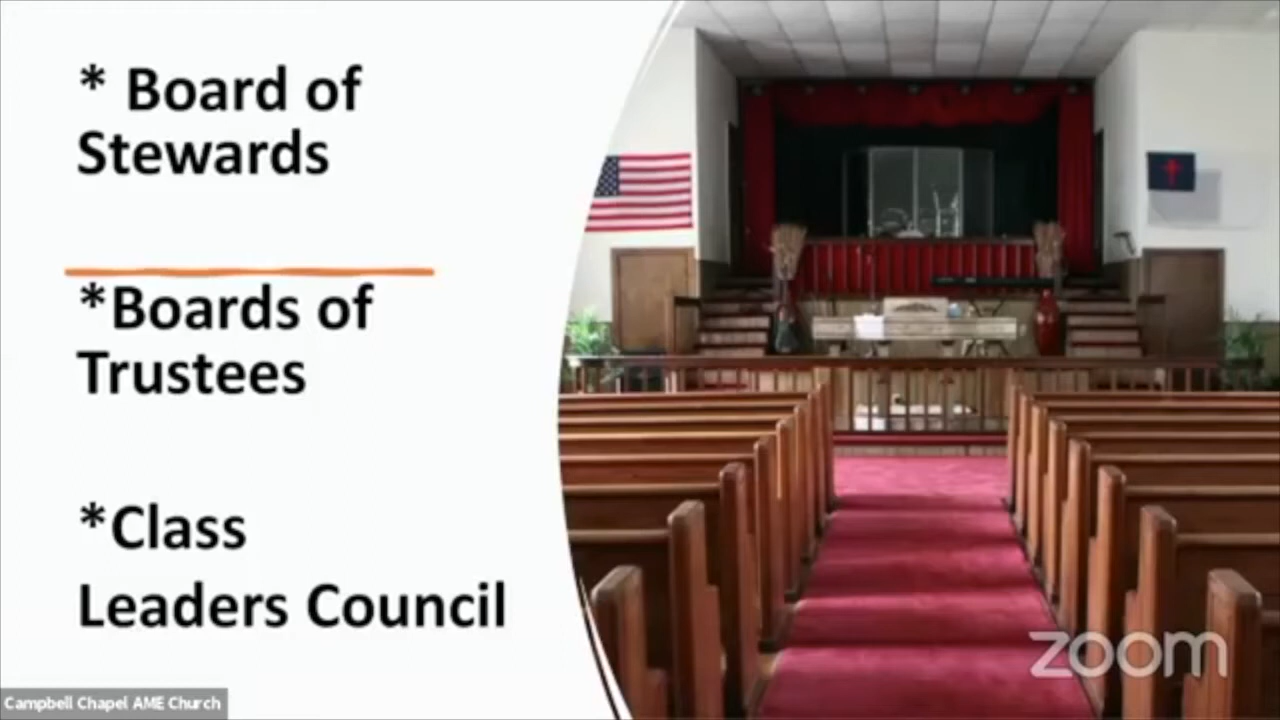 * Board of
Stewards
*Boards of
Trustees
*Class
Leaders Council
zoom
Campbell Chapel AME Church